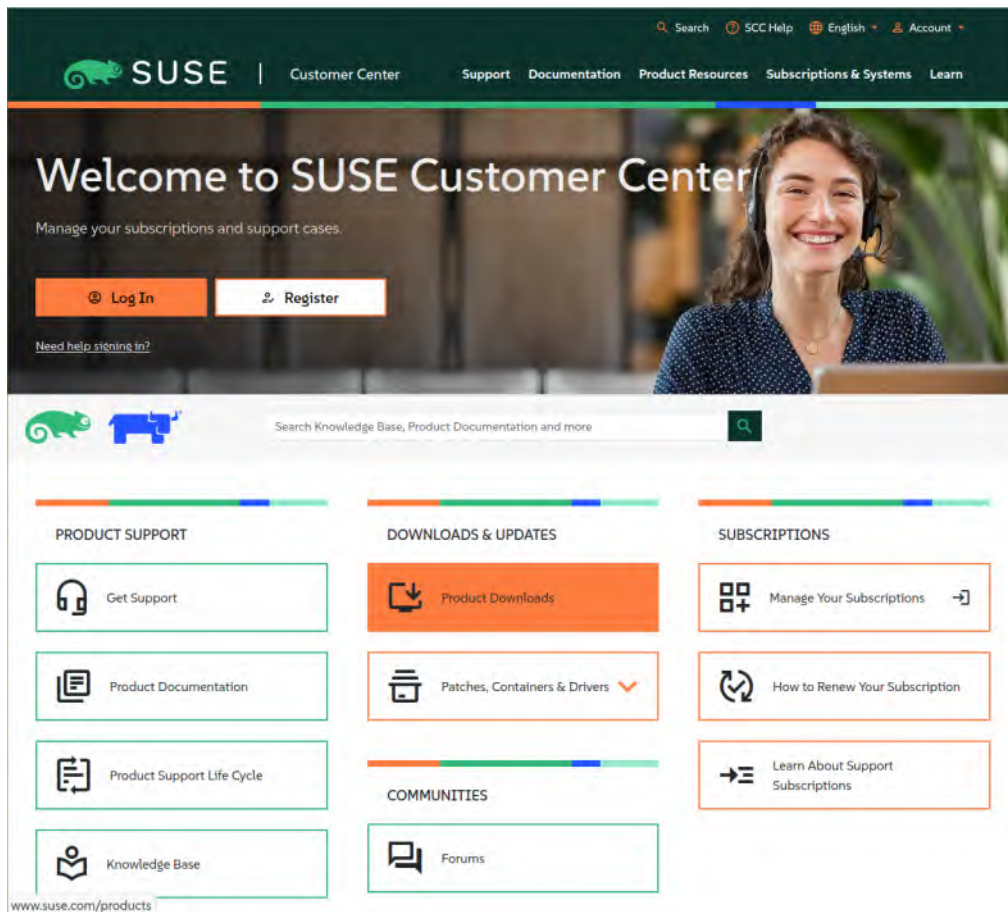 Search SCC Help English Account
SUSE | Customer Center Support Documentation Product Resources Subscriptions & Systems Learn
Welcome to SUSE Customer Center
Manage your subscriptions and support cases.
Log In Register
Need help signing in?
Search Knowledge Base, Product Documentation and more
PRODUCT SUPPORT
Get Support
Product Documentation
Product Support Life Cycle
Knowledge Base
DOWNLOADS & UPDATES
Product Downloads
Patches, Containers & Drivers
COMMUNITIES
Forums
SUBSCRIPTIONS
Manage Your Subscriptions
How to Renew Your Subscription
Learn About Support
Subscriptions
www.suse.com/products